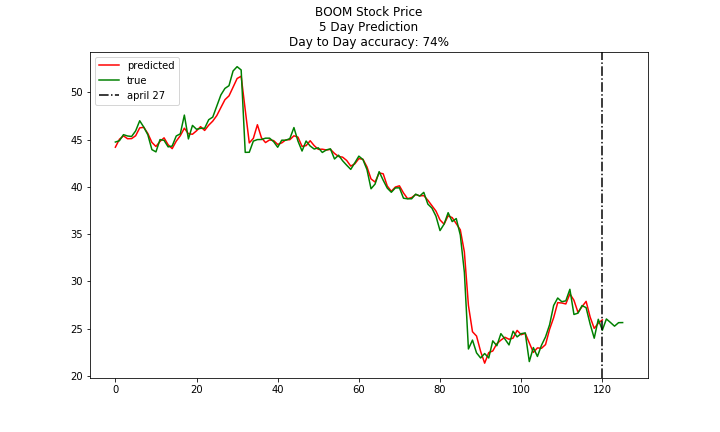 BOOM Stock Price
5 Day Prediction
Day to Day accuracy: 74%
predicted
true
april 27
50
45
40
35
30
25
20
0 20 40 60 80 100 120